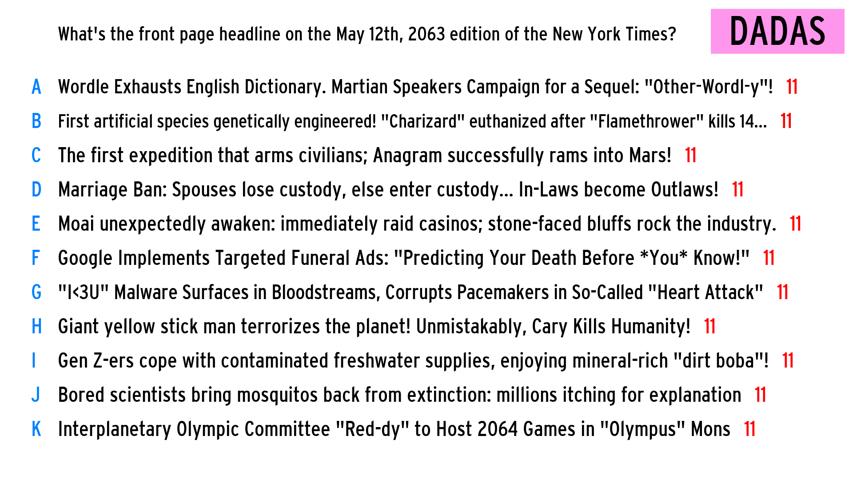 What's the front page headline on the May 12th, 2063 edition of the New York Times?
DADAS
A Wordle Exhausts English Dictionary. Martian Speakers Campaign for a Sequel: "Other-Wordl-y"! 11
B First artificial species genetically engineered! "Charizard" euthanized after "Flamethrower" kills 14... 11
C The first expedition that arms civilians; Anagram successfully rams into Mars! 11
D Marriage Ban: Spouses lose custody, else enter custody... In-Laws become Outlaws! 11
E Moai unexpectedly awaken: immediately raid casinos; stone-faced bluffs rock the industry. 11
F Google Implements Targeted Funeral Ads: "Predicting Your Death Before *You* Know!" 11
G "I<3U" Malware Surfaces in Bloodstreams, Corrupts Pacemakers in So-Called "Heart Attack" 11
H Giant yellow stick man terrorizes the planet! Unmistakably, Cary Kills Humanity! 11
I Gen Z-ers cope with contaminated freshwater supplies, enjoying mineral-rich "dirt boba"! 11
J Bored scientists bring mosquitos back from extinction: millions itching for explanation 11
K Interplanetary Olympic Committee "Red-dy" to Host 2064 Games in "Olympus" Mons 11